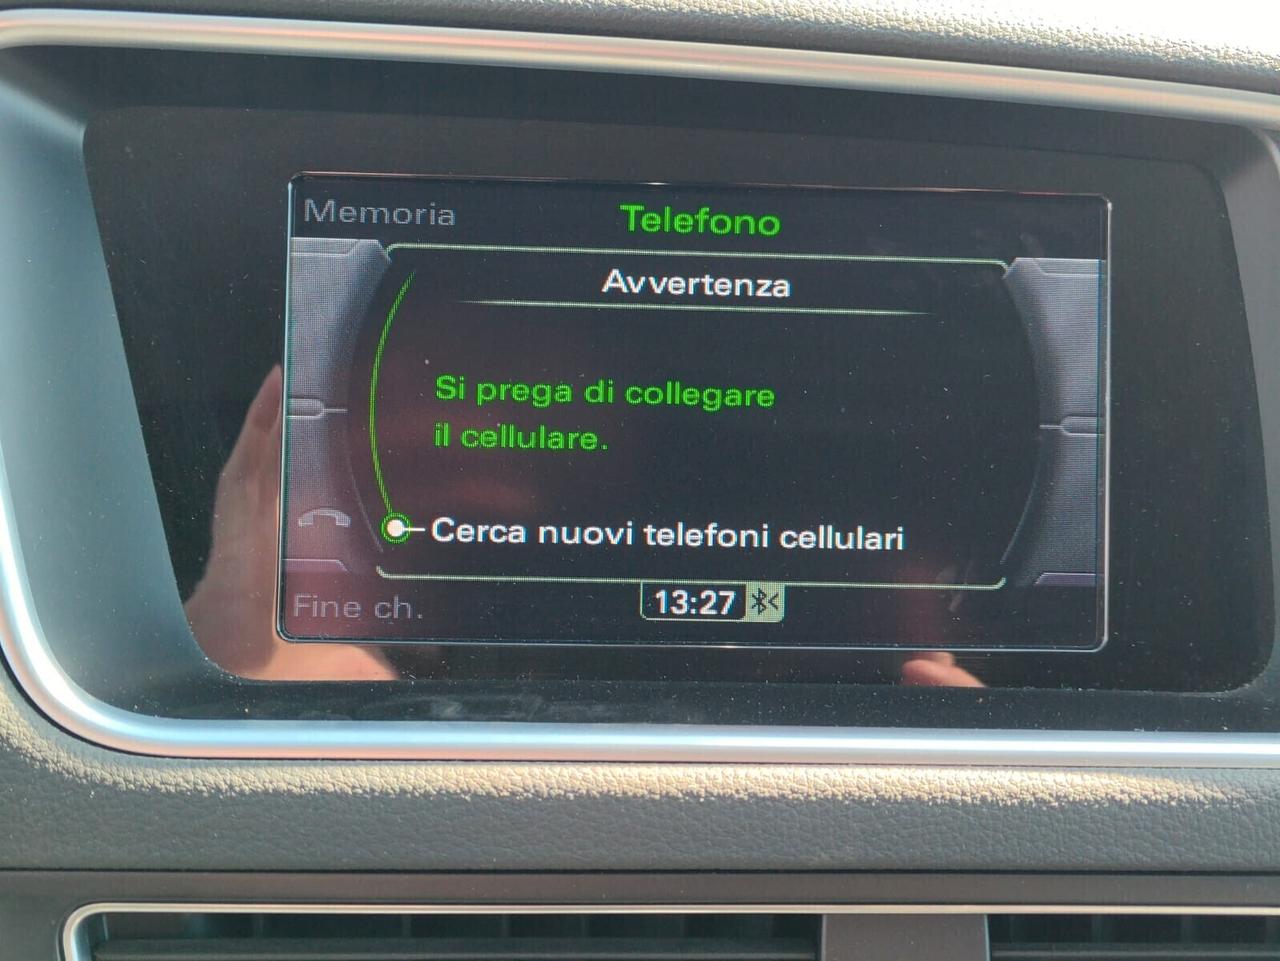 Memoria
Telefono
Avvertenza
Si prega di collegare
il cellulare.
Cerca nuovi telefoni cellulari
Fine ch.
13:27